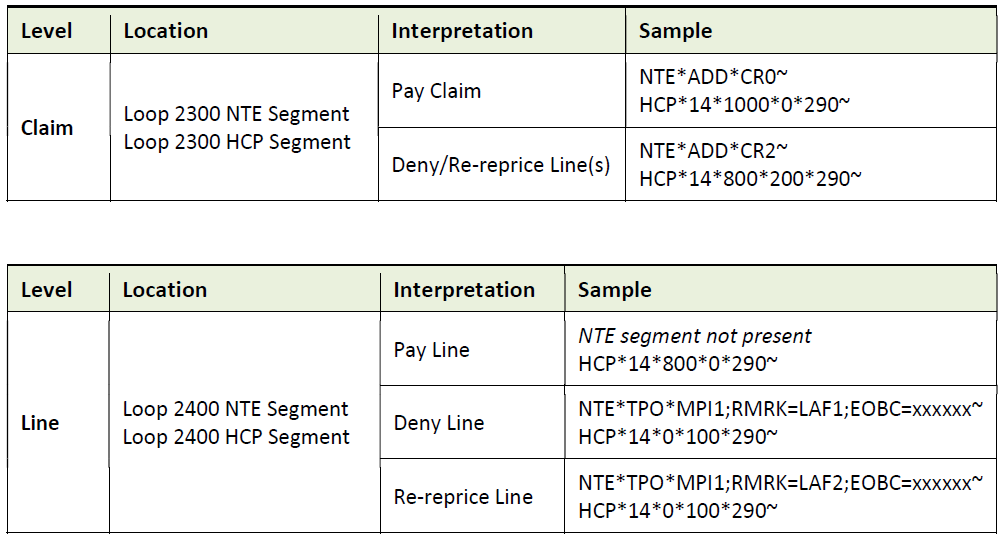 Level Location Interpretation Sample
Claim
Loop 2300 NTE Segment
Loop 2300 HCP Segment
Pay Claim
NTE*ADD*CR0~
HCP*14*1000*0*290~
Deny/Re-reprice Line(s)
NTE*ADD*CR2~
HCP*14*800*200*290~
Level Location Interpretation Sample
Line
Loop 2400 NTE Segment
Loop 2400 HCP Segment
Pay Line
NTE segment not present
HCP*14*800*0*290~
Deny Line
NTE*TPO*MPI1;RMRK=LAF1;EOBC=xxxxxx~
HCP*14*0*100*290~
Re-reprice Line
NTE*TPO*MPI1;RMRK=LAF2;EOBC=xxxxxx~
HCP*14*0*100*290~